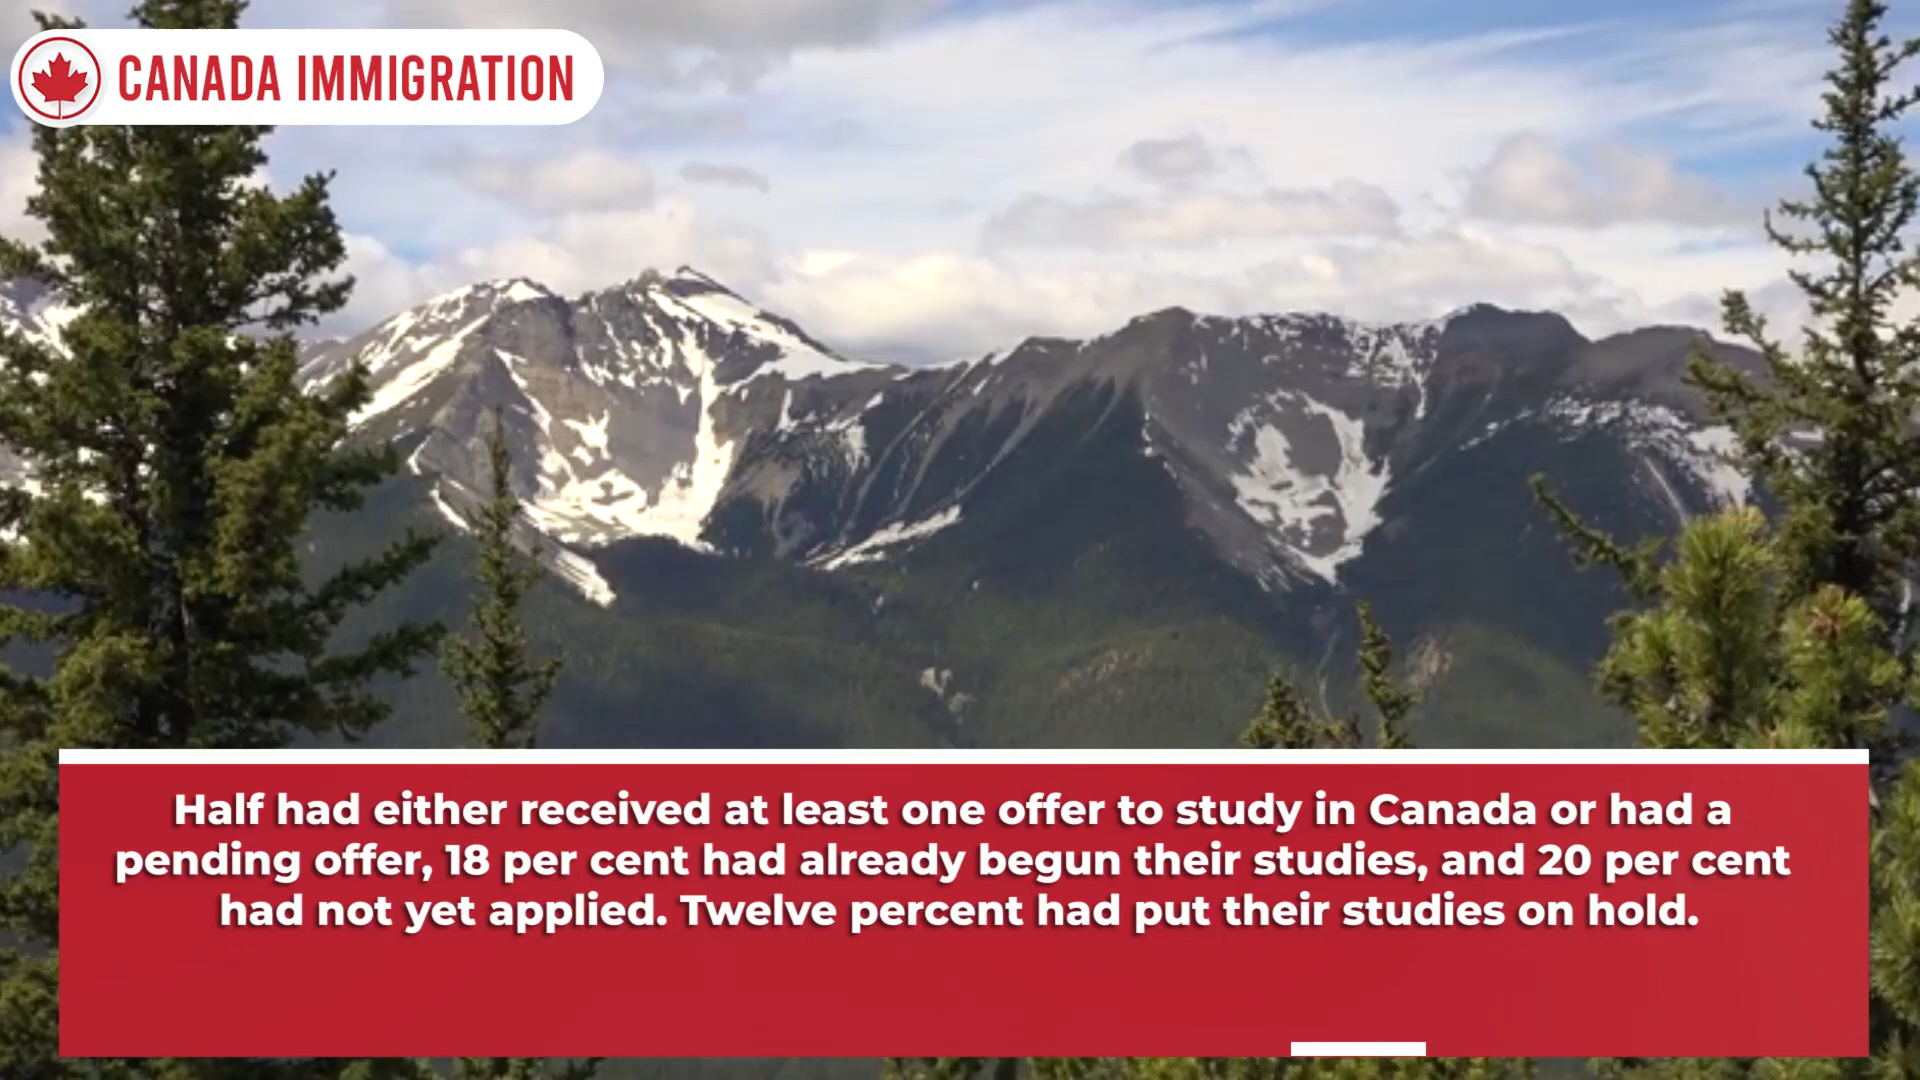 CANADA IMMIGRATION
Half had either received at least one offer to study in Canada or had a
pending offer, 18 per cent had already begun their studies, and 20 per cent
had not yet applied. Twelve percent had put their studies on hold.